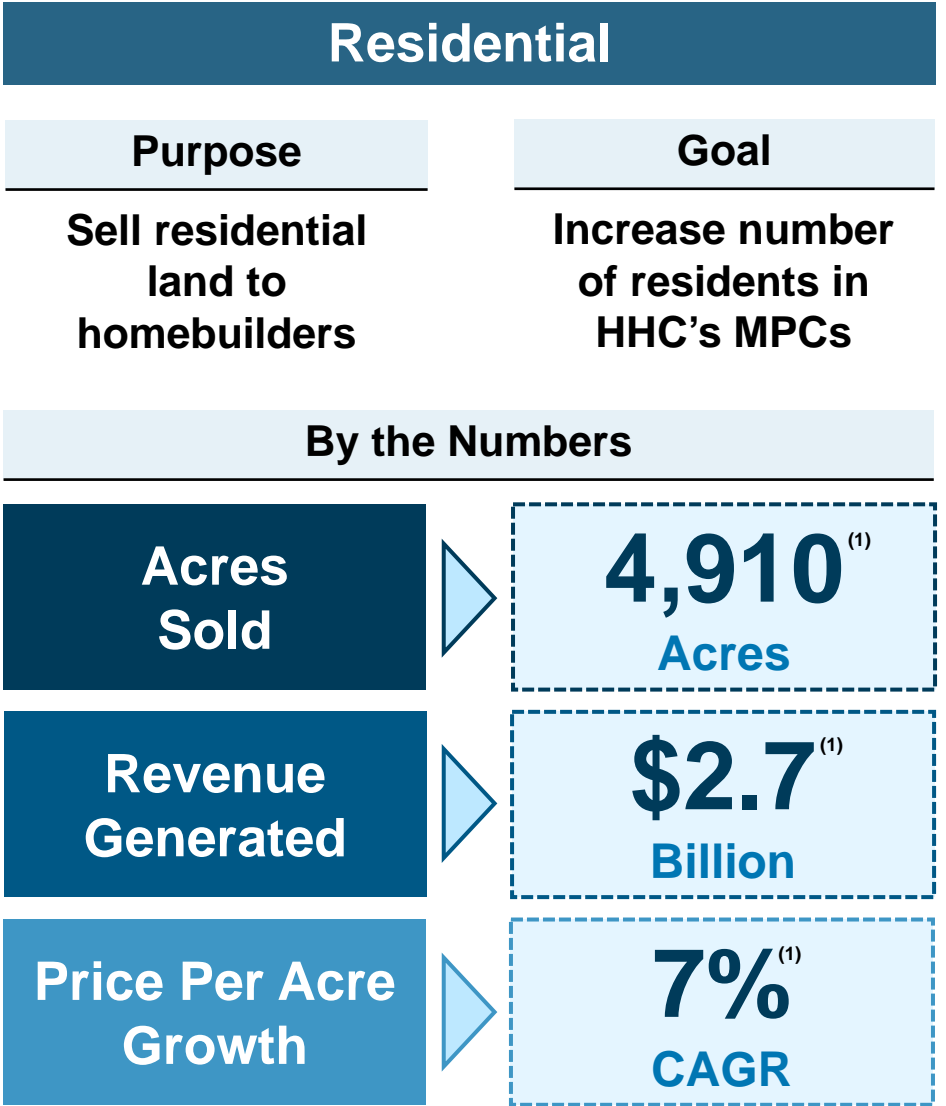 Residential
Purpose
Sell residential
land to
homebuilders
Goal
Increase number
of residents in
HHC's MPCs
By the Numbers
Acres
Sold
4,910(1)
Acres
Revenue
Generated
$2.7(1)
Billion
Price Per Acre
Growth
7%(1)
CAGR